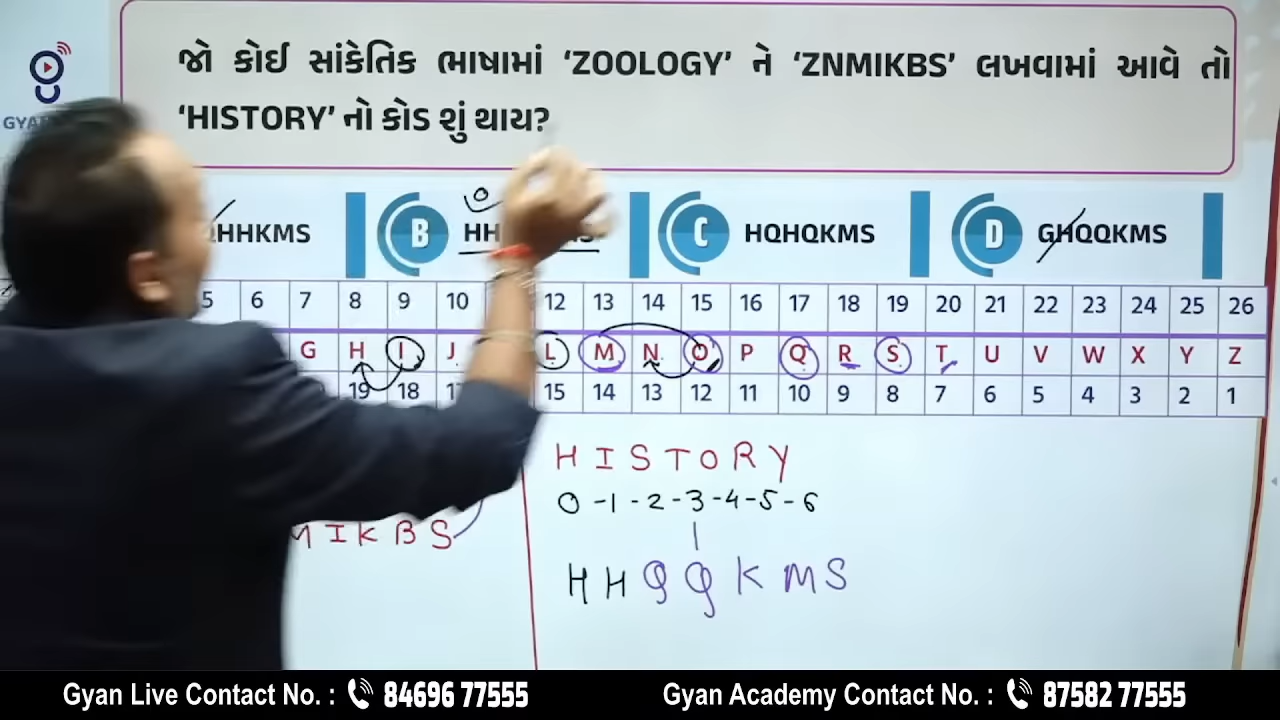 જો કોઈ સાંકેતિક ભાષામાં ‘ZOOLOGY’ ને ‘ZNMIKBS’ લખવામાં આવે તો
‘HISTORY’ નો કોડ શું થાય?
HHKMS B HH C HQHQKMS D GHQQKMS
5 6 7 8 9 10 12 13 14 15 16 17 18 19 20 21 22 23 24 25 26
G H I J L M N O P Q R S T U V W X Y Z
19 18 15 14 13 12 11 10 9 8 7 6 5 4 3 2 1
H I S T O R Y
0 -1 -2 -3 -4 -5 -6
M I K B S
H H Q Q K M S
Gyan Live Contact No. : 84696 77555 Gyan Academy Contact No. : 87582 77555